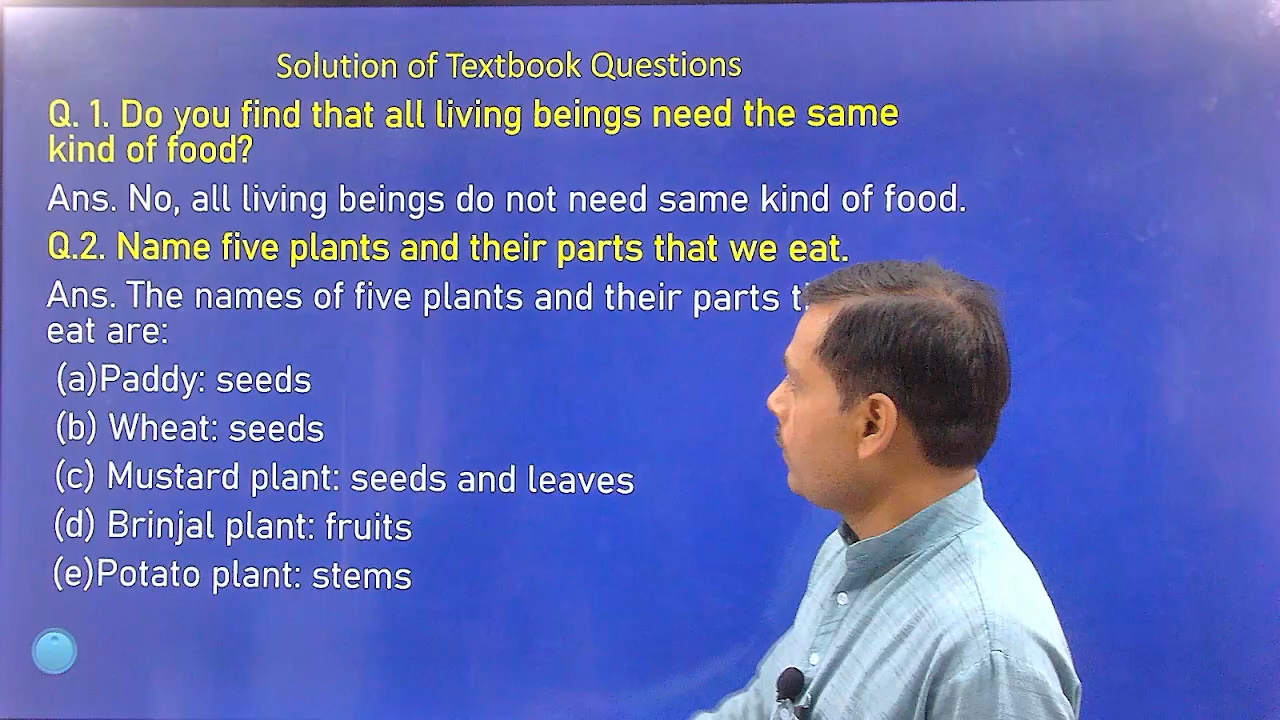 Solution of Textbook Questions
Q. 1. Do you find that all living beings need the same
kind of food?
Ans. No, all living beings do not need same kind of food.
Q.2. Name five plants and their parts that we eat.
Ans. The names of five plants and their parts
eat are:
(a)Paddy: seeds
(b) Wheat: seeds
(c) Mustard plant: seeds and leaves
(d) Brinjal plant: fruits
(e)Potato plant: stems